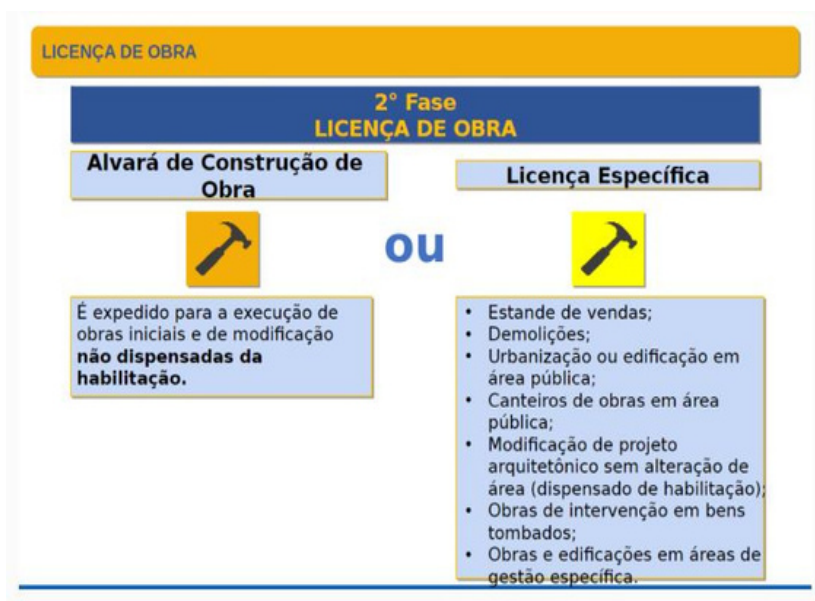 LICENÇA DE OBRA
2° Fase
LICENÇA DE OBRA
Alvará de Construção de
Obra
ou
Licença Específica
É expedido para a execução de
obras iniciais e de modificação
não dispensadas da
habilitação.
• Estande de vendas;
• Demolições;
• Urbanização ou edificação em
área pública;
• Canteiros de obras em área
pública;
• Modificação de projeto
arquitetônico sem alteração de
área (dispensado de habilitação);
• Obras de intervenção em bens
tombados;
• Obras e edificações em áreas de
gestão específica.